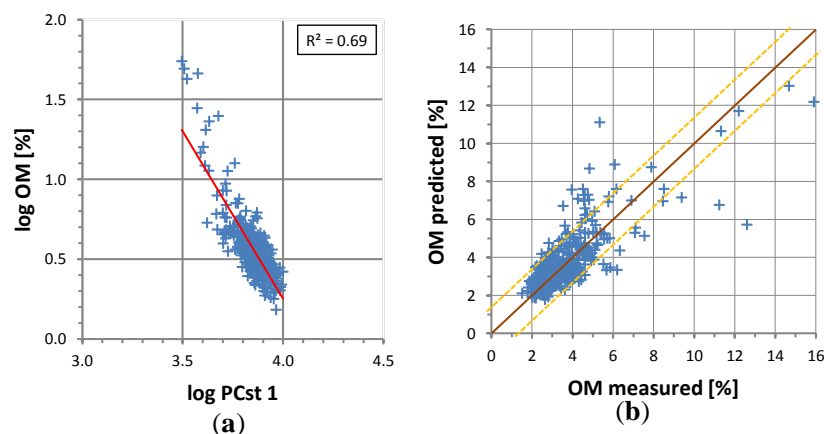 2.0
1.5
1.0
0.5
0.0
log OM [%]
R² = 0.69
3.0 3.5 4.0 4.5
log PCst 1
(a)
16
14
12
10
8
6
4
2
0
OM predicted [%]
0 2 4 6 8 10 12 14 16
OM measured [%]
(b)